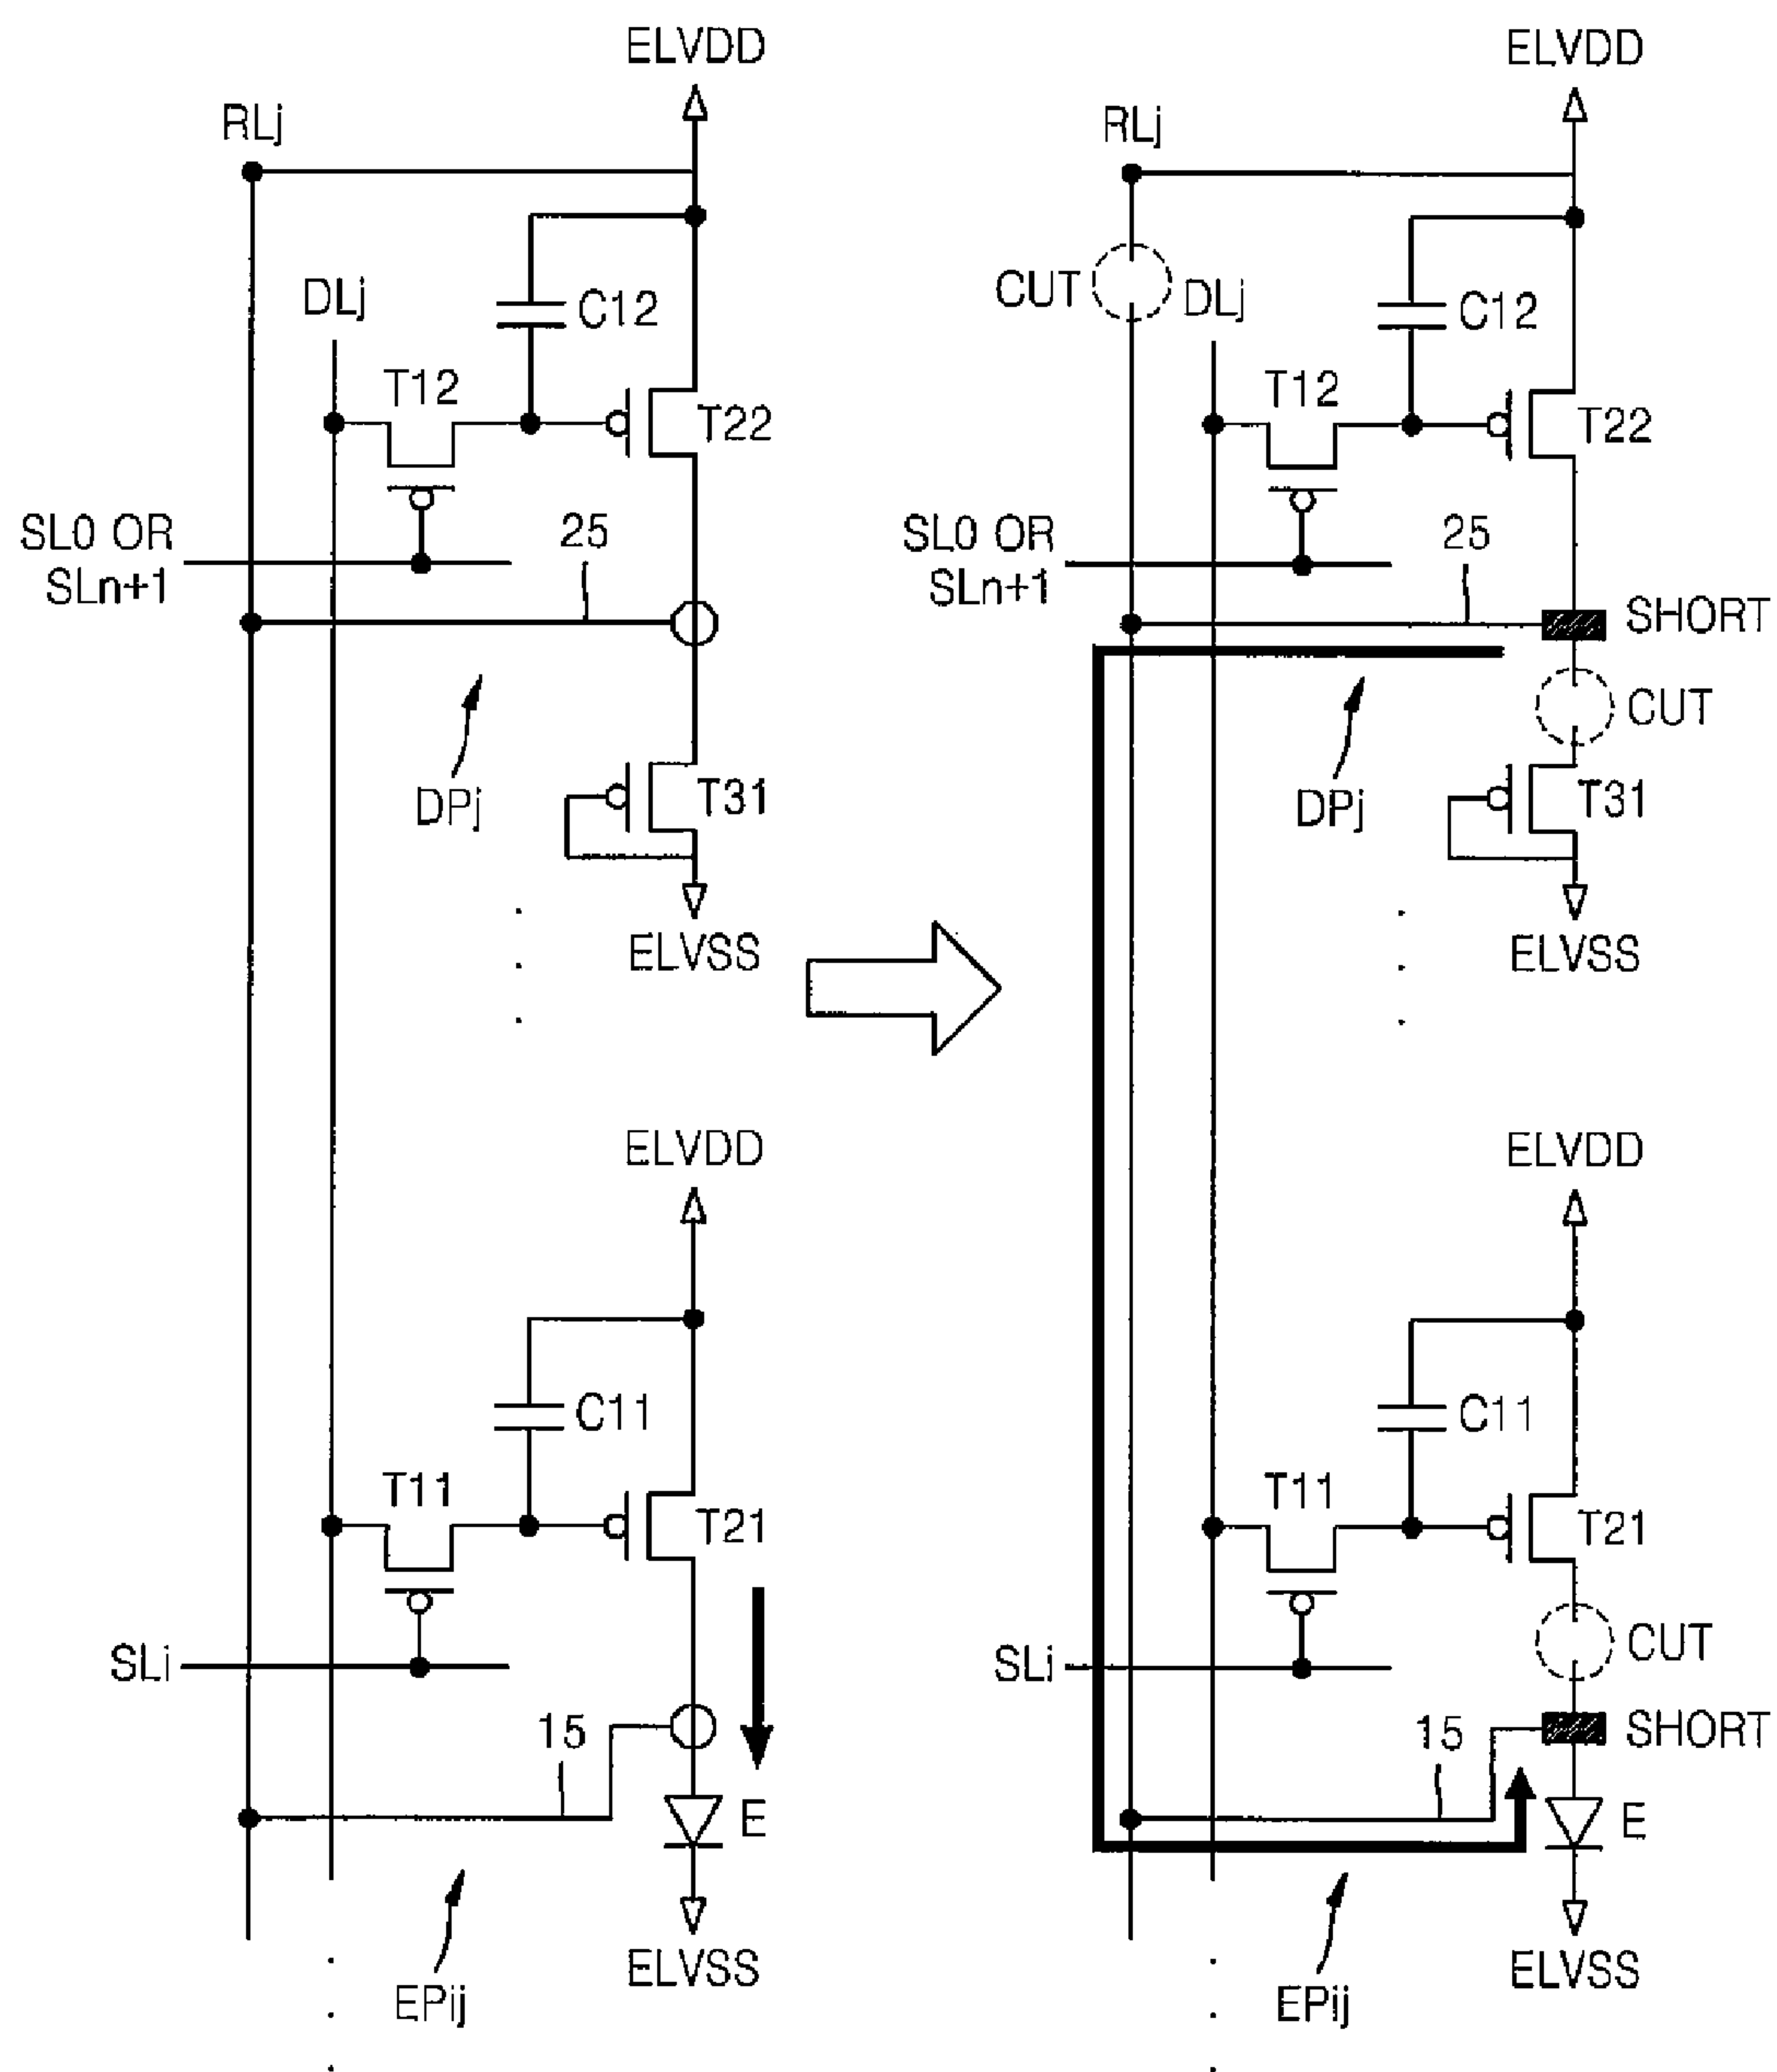 ELVDD
RLj
DLj
C12
T12
T22
SL0 OR
SLn+1
25
DPj
T31
ELVSS
ELVDD
C11
T11
T21
SLi
15
E
EPij
ELVSS
ELVDD
RLj
CUT
DLj
C12
T12
T22
SL0 OR
SLn+1
25
SHORT
CUT
DPj
T31
ELVSS
ELVDD
C11
T11
T21
CUT
SLi
15
SHORT
E
EPij
ELVSS